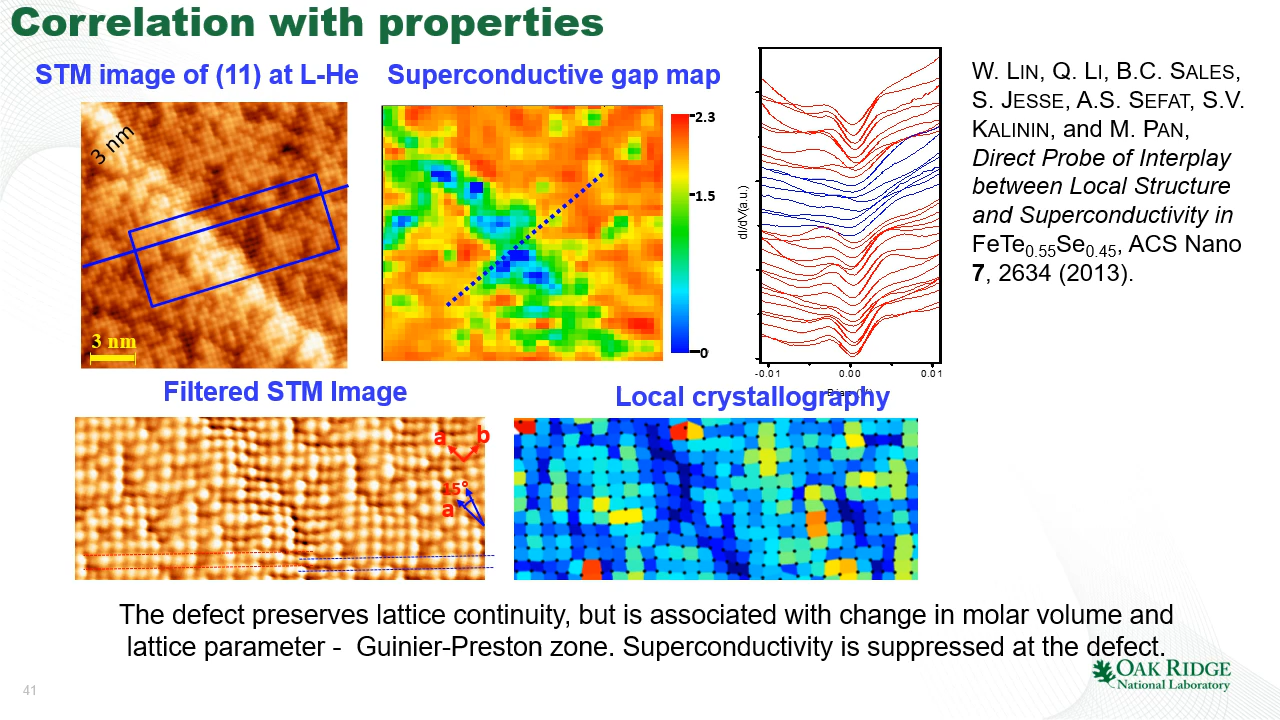 Correlation with properties
STM image of (11) at L-He
Superconductive gap map
3 nm
3 nm
2.3
1.5
0
dI/dV(a.u.)
-0.01
0.00
0.01
W. LIN, Q. LI, B.C. SALES,
S. JESSE, A.S. SEFAT, S.V.
KALININ, and M. PAN,
Direct Probe of Interplay
between Local Structure
and Superconductivity in
FeTe0.55Se0.45, ACS Nano
7, 2634 (2013).
Filtered STM Image
Local crystallography
a
b
a
The defect preserves lattice continuity, but is associated with change in molar volume and
lattice parameter - Guinier-Preston zone. Superconductivity is suppressed at the defect.
41
OAK RIDGE
National Laboratory